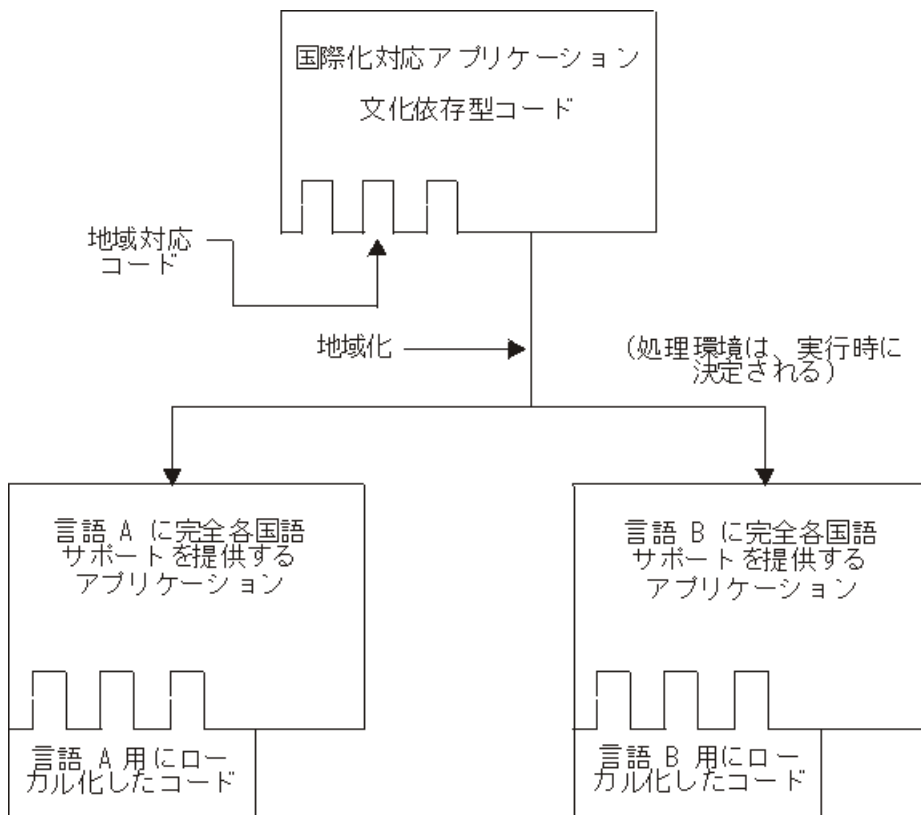 国際化対応アプリケーション
文化依存型コード
地域対応
コード
地域化
(処理環境は、実行時に
決定される)
言語 A に完全各国語
サポートを提供する
アプリケーション
言語 B に完全各国語
サポートを提供する
アプリケーション
言語 A 用にロー
カル化したコード
言語 B 用にロー
カル化したコード